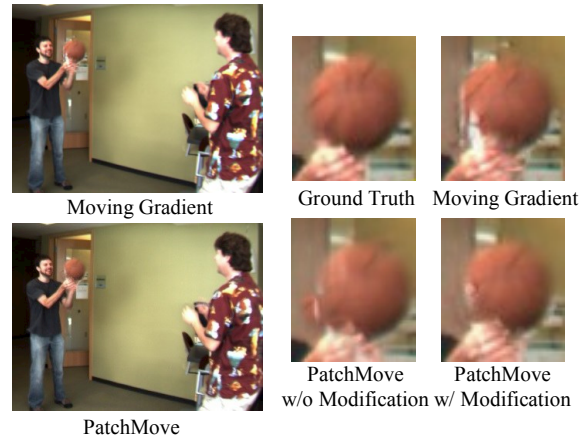 Moving Gradient
Ground Truth
Moving Gradient
PatchMove
PatchMove
w/o Modification
PatchMove
w/ Modification